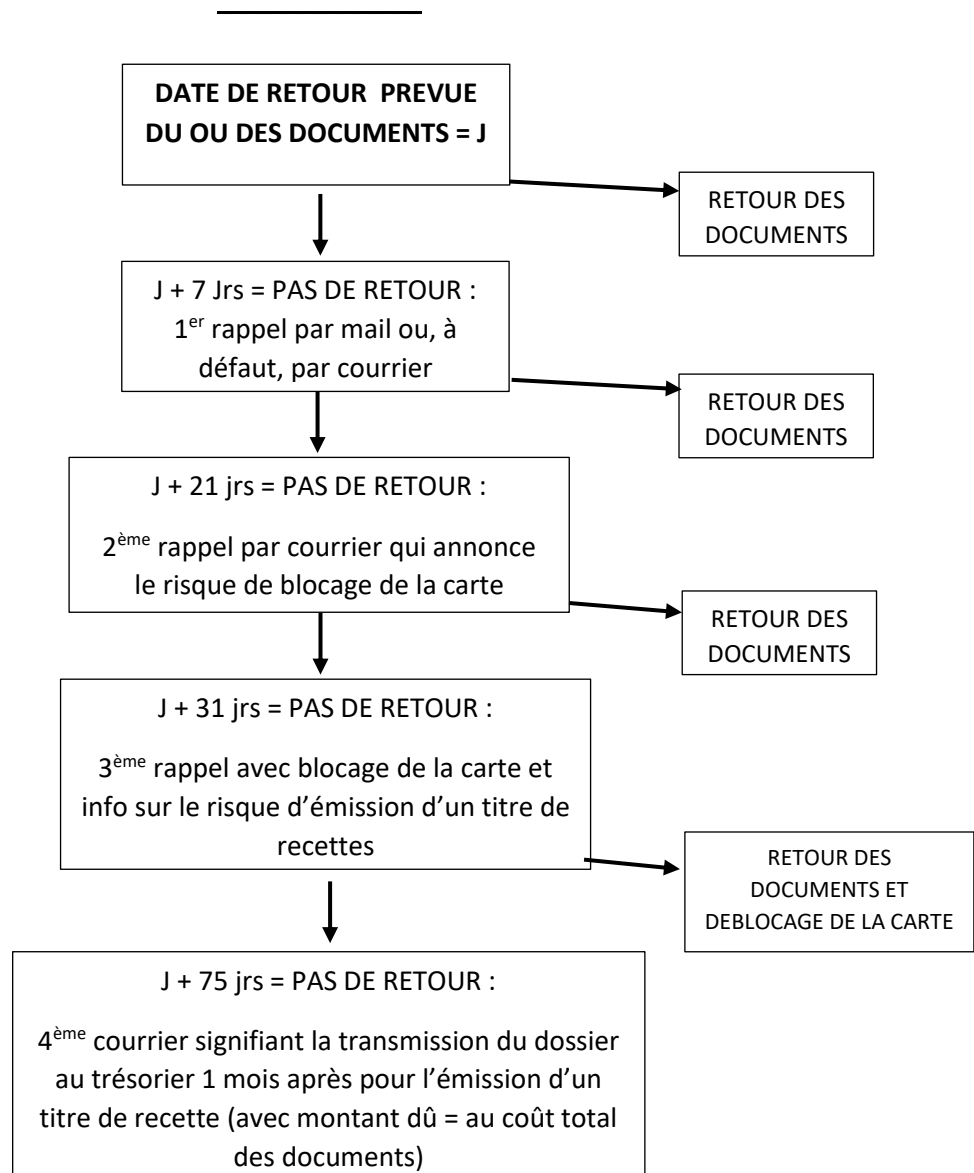 DATE DE RETOUR PREVUE
DU OU DES DOCUMENTS = J
RETOUR DES
DOCUMENTS
J + 7 Jrs = PAS DE RETOUR :
1er rappel par mail ou, à
défaut, par courrier
RETOUR DES
DOCUMENTS
J + 21 jrs = PAS DE RETOUR :
2ème rappel par courrier qui annonce
le risque de blocage de la carte
RETOUR DES
DOCUMENTS
J + 31 jrs = PAS DE RETOUR :
3ème rappel avec blocage de la carte et
info sur le risque d’émission d’un titre de
recettes
RETOUR DES
DOCUMENTS ET
DEBLOCAGE DE LA CARTE
J + 75 jrs = PAS DE RETOUR :
4ème courrier signifiant la transmission du dossier
au trésorier 1 mois après pour l’émission d’un
titre de recette (avec montant dû = au coût total
des documents)